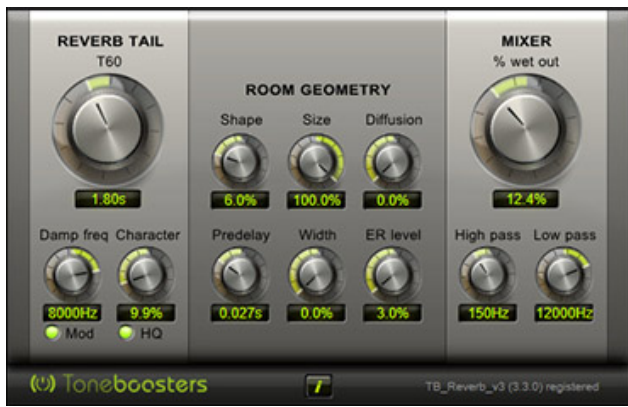 REVERB TAIL
T60
1.80s
Damp freq Character
8000Hz 9.9%
Mod HQ
ROOM GEOMETRY
Shape Size Diffusion
6.0% 100.0% 0.0%
Predelay Width ER level
0.027s 0.0% 3.0%
MIXER
% wet out
12.4%
High pass Low pass
150Hz 12000Hz
Toneboosters
i
TB_Reverb_v3 (3.3.0) registered